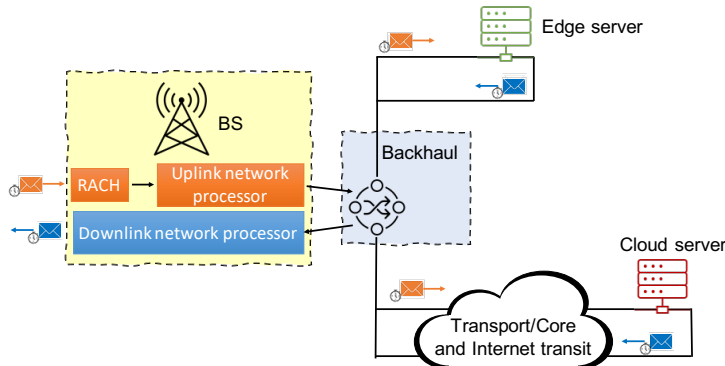 Edge server
BS
Backhaul
RACH
Uplink network
processor
Downlink network processor
Cloud server
Transport/Core
and Internet transit